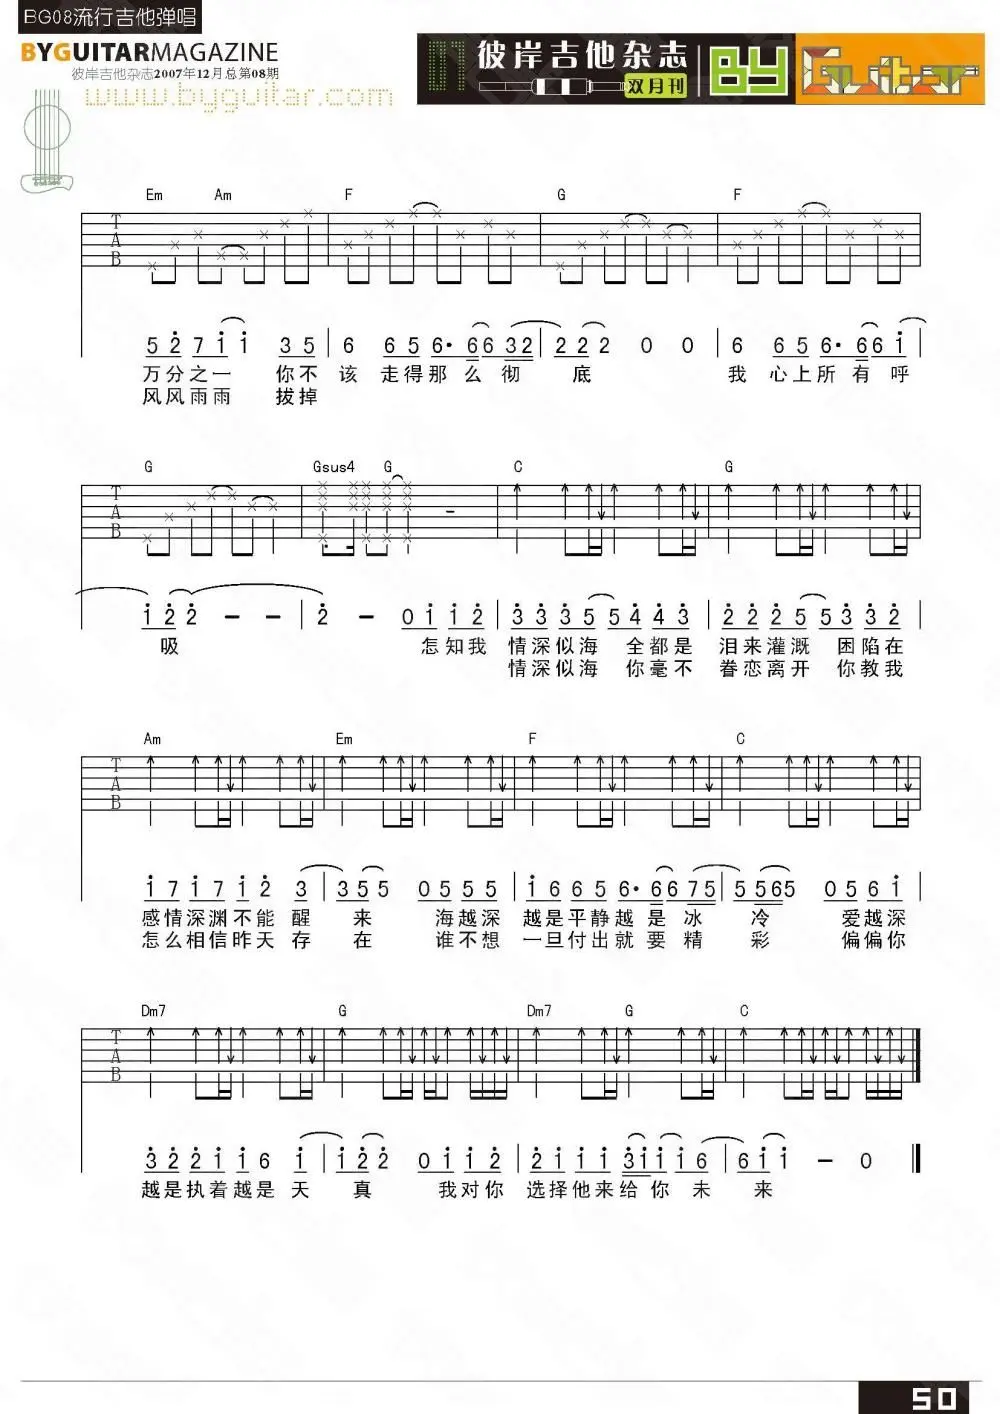 BG08流行吉他弹唱
BYGUITARMAGAZINE
彼岸吉他杂志2007年12月总第08期
www.byguitar.com
01 彼岸吉他杂志 双月刊 BY Guitar
Em Am F G F
TAB
5 2 7 1 1 3 5 | 6 6 5 6· 6 6 3 2 | 2 2 2 0 0 | 6 6 5 6· 6 6 1
万分之一 你不 该 走得那 么 彻 底 我 心上所 有 呼
风风雨雨 拔掉
G Gsus4 G C G
TAB
1 2 2 - - | 2 - 0 1 1 2 | 3 3 3 5 5 4 4 3 | 2 2 2 5 5 3 3 2
吸 怎知我 情深似海 全都是 泪来灌溉 困陷在
情深似海 你毫不 眷恋离开 你教我
Am Em F C
TAB
1 7 1 7 1 2 3 | 3 5 5 0 5 5 5 | 1 6 6 5 6· 6 6 7 5 | 5 5 6 5 0 5 6 1
感情深渊不能 醒 来 海越深 越是平静越 是 冰 冷 爱越深
怎么相信昨天 存 在 谁不想 一旦付出就 要 精 彩 偏偏你
Dm7 G Dm7 G C
TAB
3 2 2 1 1 6 1 | 1 2 2 0 1 1 2 | 2 1 1 1 3 1 1 1 6 | 6 1 1 - 0
越是执着越是 天 真 我对你 选择他来给 你 未 来
50